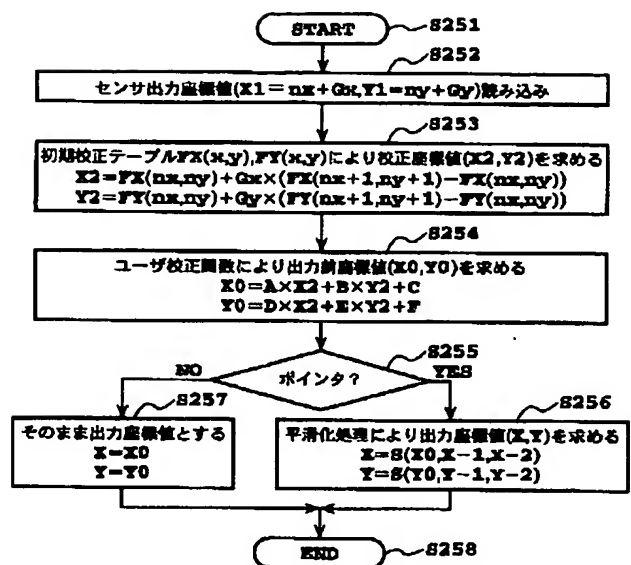 START
S251
S252
センサ出力座標値(X1=nx+Gx,Y1=ny+Gy)読み込み
S253
初期校正テーブルFX(x,y),FY(x,y)により校正座標値(X2,Y2)を求める
X2=FX(nx,ny)+Gx×(FX(nx+1,ny+1)−FX(nx,ny))
Y2=FY(nx,ny)+Gy×(FY(nx+1,ny+1)−FY(nx,ny))
S254
ユーザ校正関数により出力前座標値(X0,Y0)を求める
X0=A×X2+B×Y2+C
Y0=D×X2+E×Y2+F
S255
ポインタ?
NO
YES
S257
そのまま出力座標値とする
X=X0
Y=Y0
S256
平滑化処理により出力座標値(X,Y)を求める
X=S(X0,X−1,X−2)
Y=S(Y0,Y−1,Y−2)
END
S258